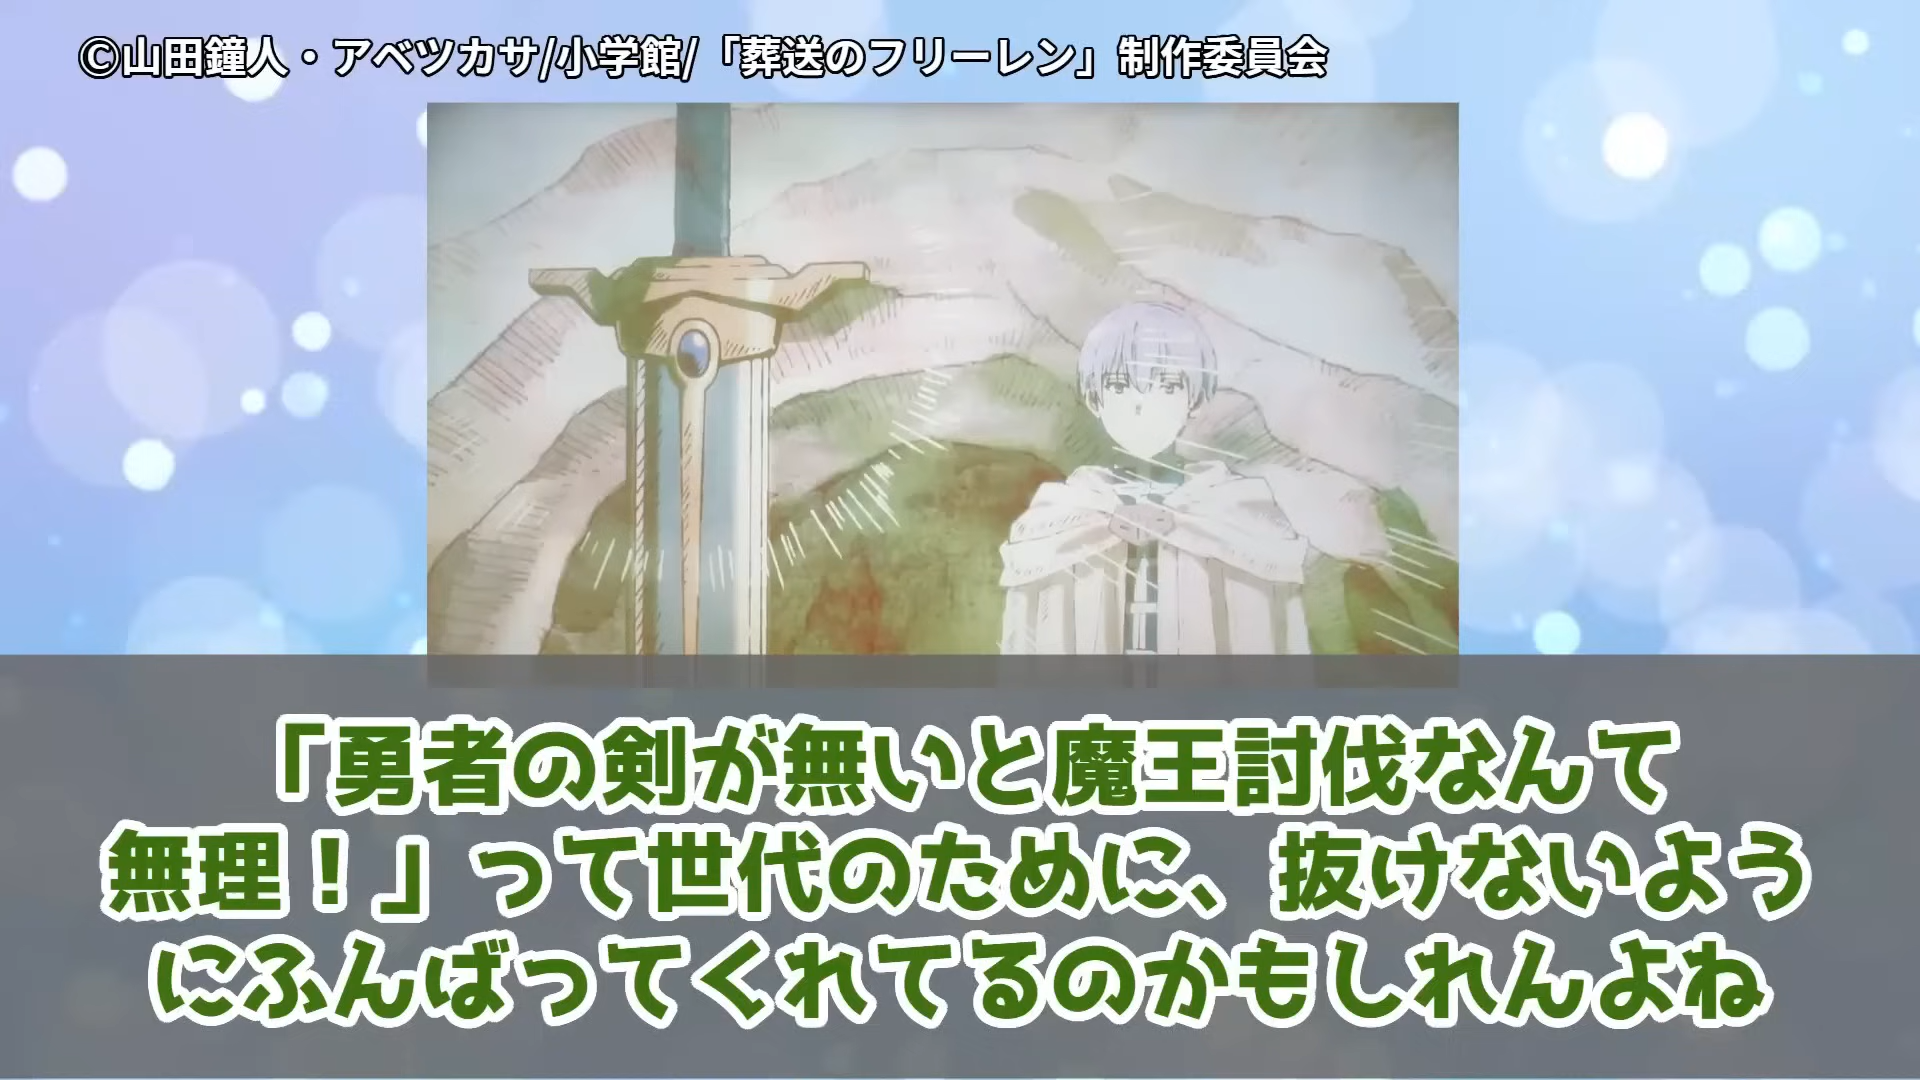 ©山田鐘人・アベツカサ/小学館/「葬送のフリーレン」制作委員会
「勇者の剣が無いと魔王討伐なんて
無理！」って世代のために、抜けないよう
にふんばってくれてるのかもしれんよね